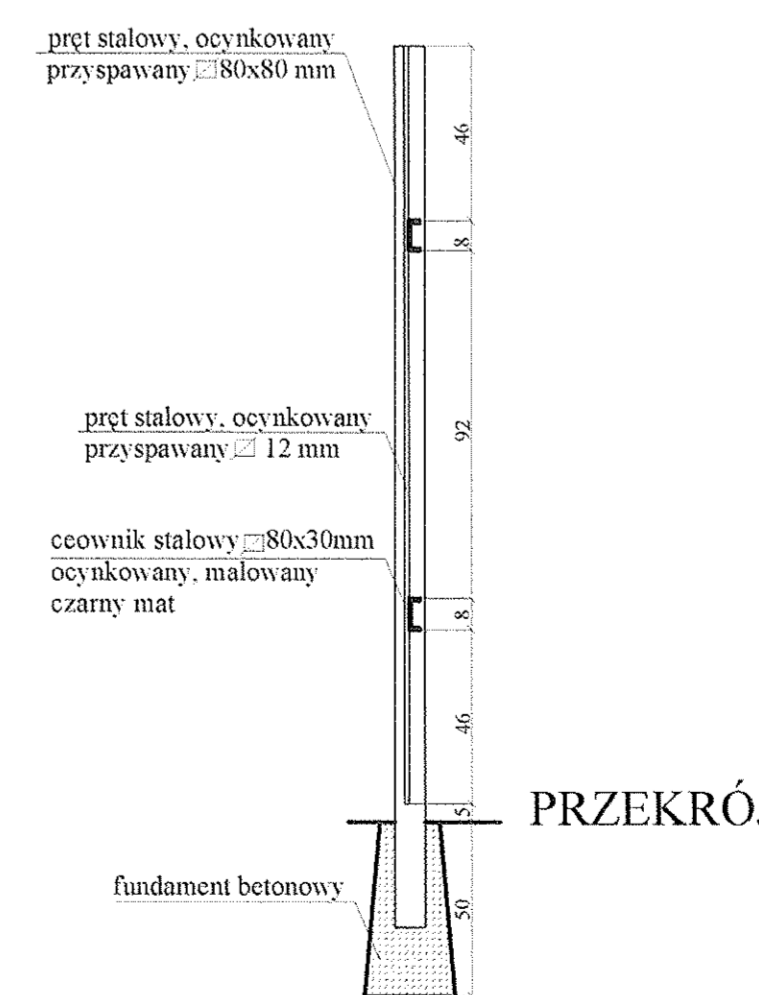 pręt stalowy, ocynkowany
przyspawany 80x80 mm
46
8
pręt stalowy, ocynkowany
przyspawany 12 mm
92
ceownik stalowy 80x30mm
ocynkowany, malowany
czarny mat
8
46
5
PRZEKRÓJ
fundament betonowy
50